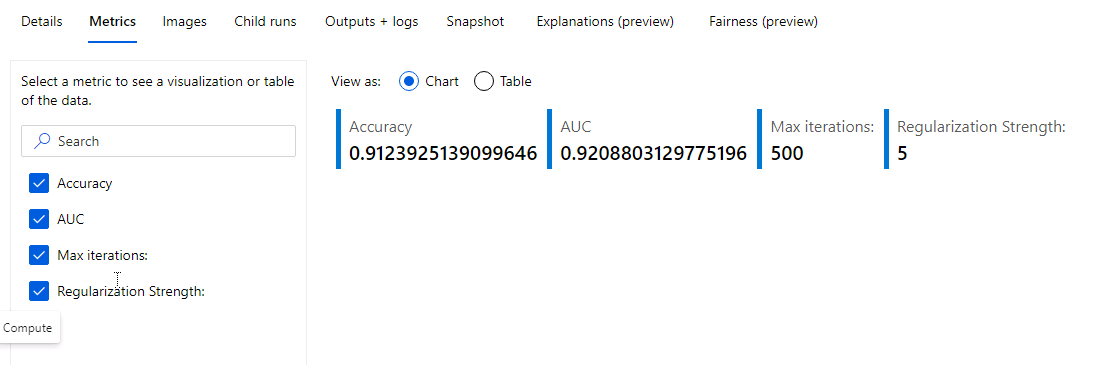 Details Metrics Images Child runs Outputs + logs Snapshot Explanations (preview) Fairness (preview)
Select a metric to see a visualization or table
of the data.
Search
Accuracy
AUC
Max iterations:
Regularization Strength:
Compute
View as: Chart Table
Accuracy AUC Max iterations: Regularization Strength:
0.9123925139099646 0.9208803129775196 500 5